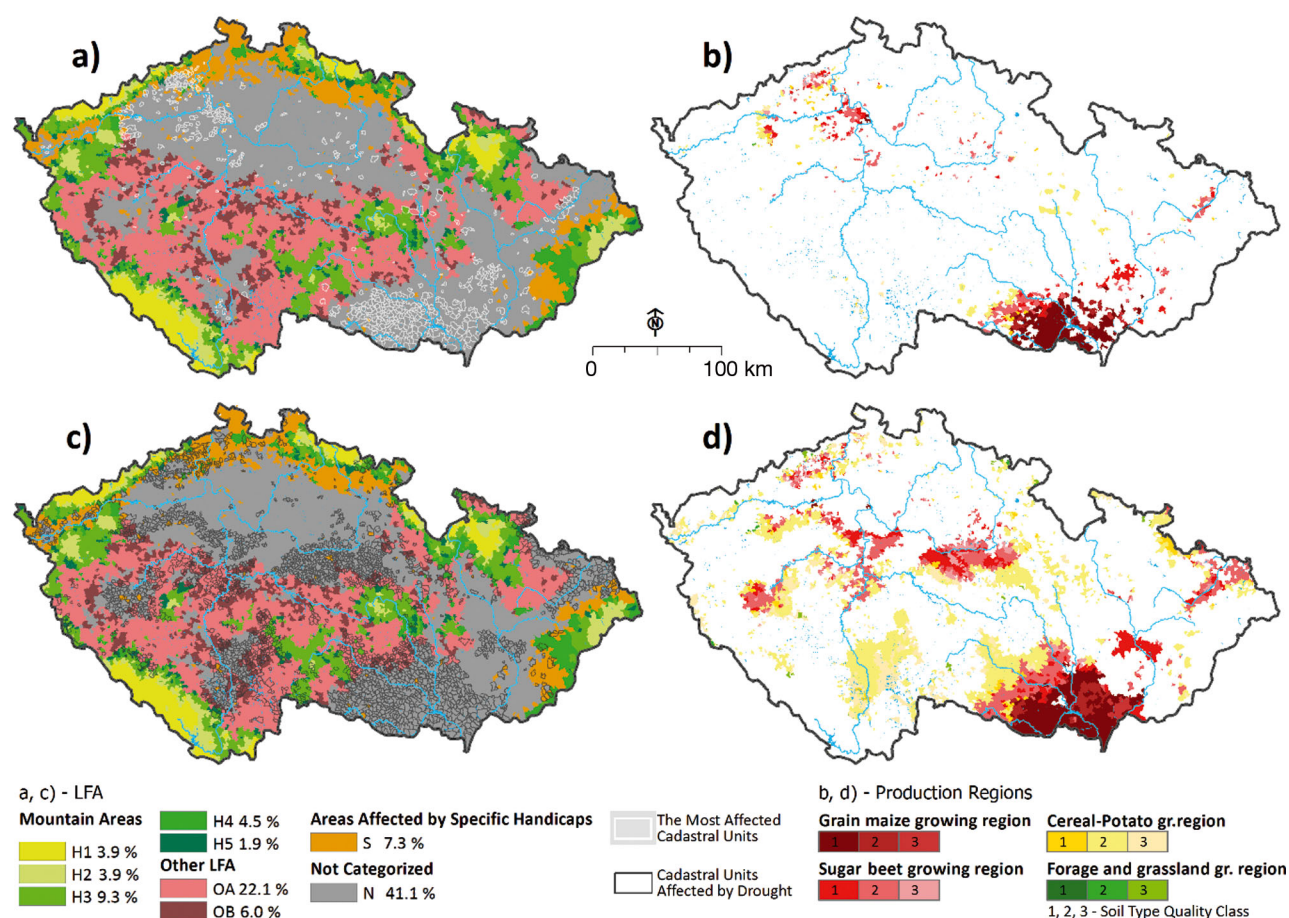 a)
b)
N
0 100 km
c)
d)
a, c) - LFA
Mountain Areas
H1 3.9 %
H2 3.9 %
H3 9.3 %
H4 4.5 %
H5 1.9 %
Other LFA
OA 22.1 %
OB 6.0 %
Areas Affected by Specific Handicaps
S 7.3 %
Not Categorized
N 41.1 %
The Most Affected
Cadastral Units
Cadastral Units
Affected by Drought
b, d) - Production Regions
Grain maize growing region
1 2 3
Sugar beet growing region
1 2 3
Cereal-Potato gr.region
1 2 3
Forage and grassland gr. region
1 2 3
1, 2, 3 - Soil Type Quality Class